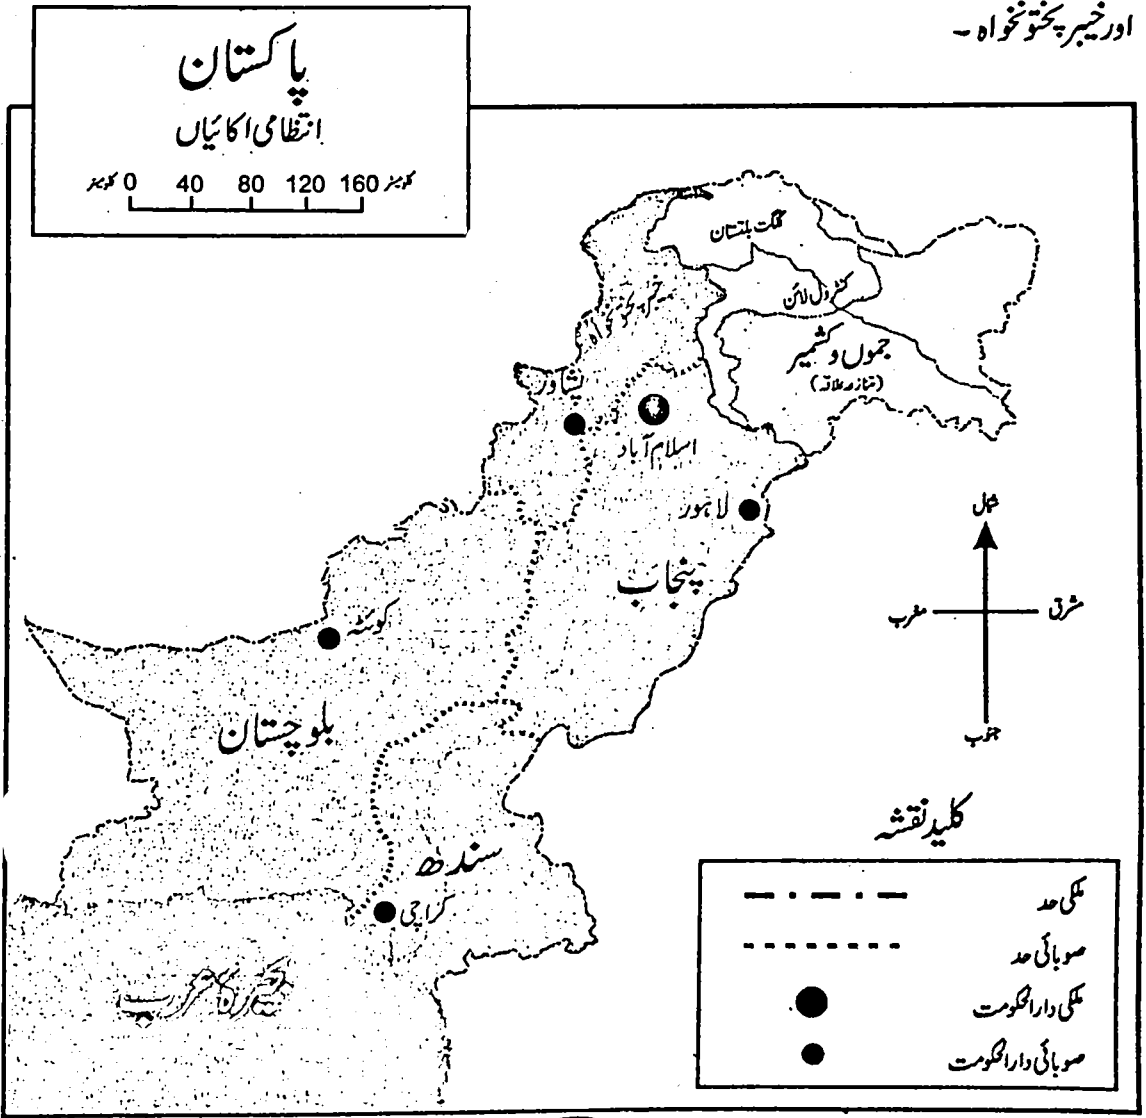 اور خیبر پختونخواہ ۔
پاکستان
انتظامی اکائیاں
کلومیٹر 0 40 80 120 160 کلومیٹر
گلگت بلتستان
کنٹرول لائن
خیبر پختونخواہ
جموں و کشمیر
(متنازعہ علاقہ)
پشاور
اسلام آباد
لاہور
شمال
پنجاب
مشرق
مغرب
کوئٹہ
بلوچستان
جنوب
کلید نقشہ
سندھ
ملکی حد
کراچی
صوبائی حد
بحیرہ عرب
ملکی دارالحکومت
صوبائی دارالحکومت